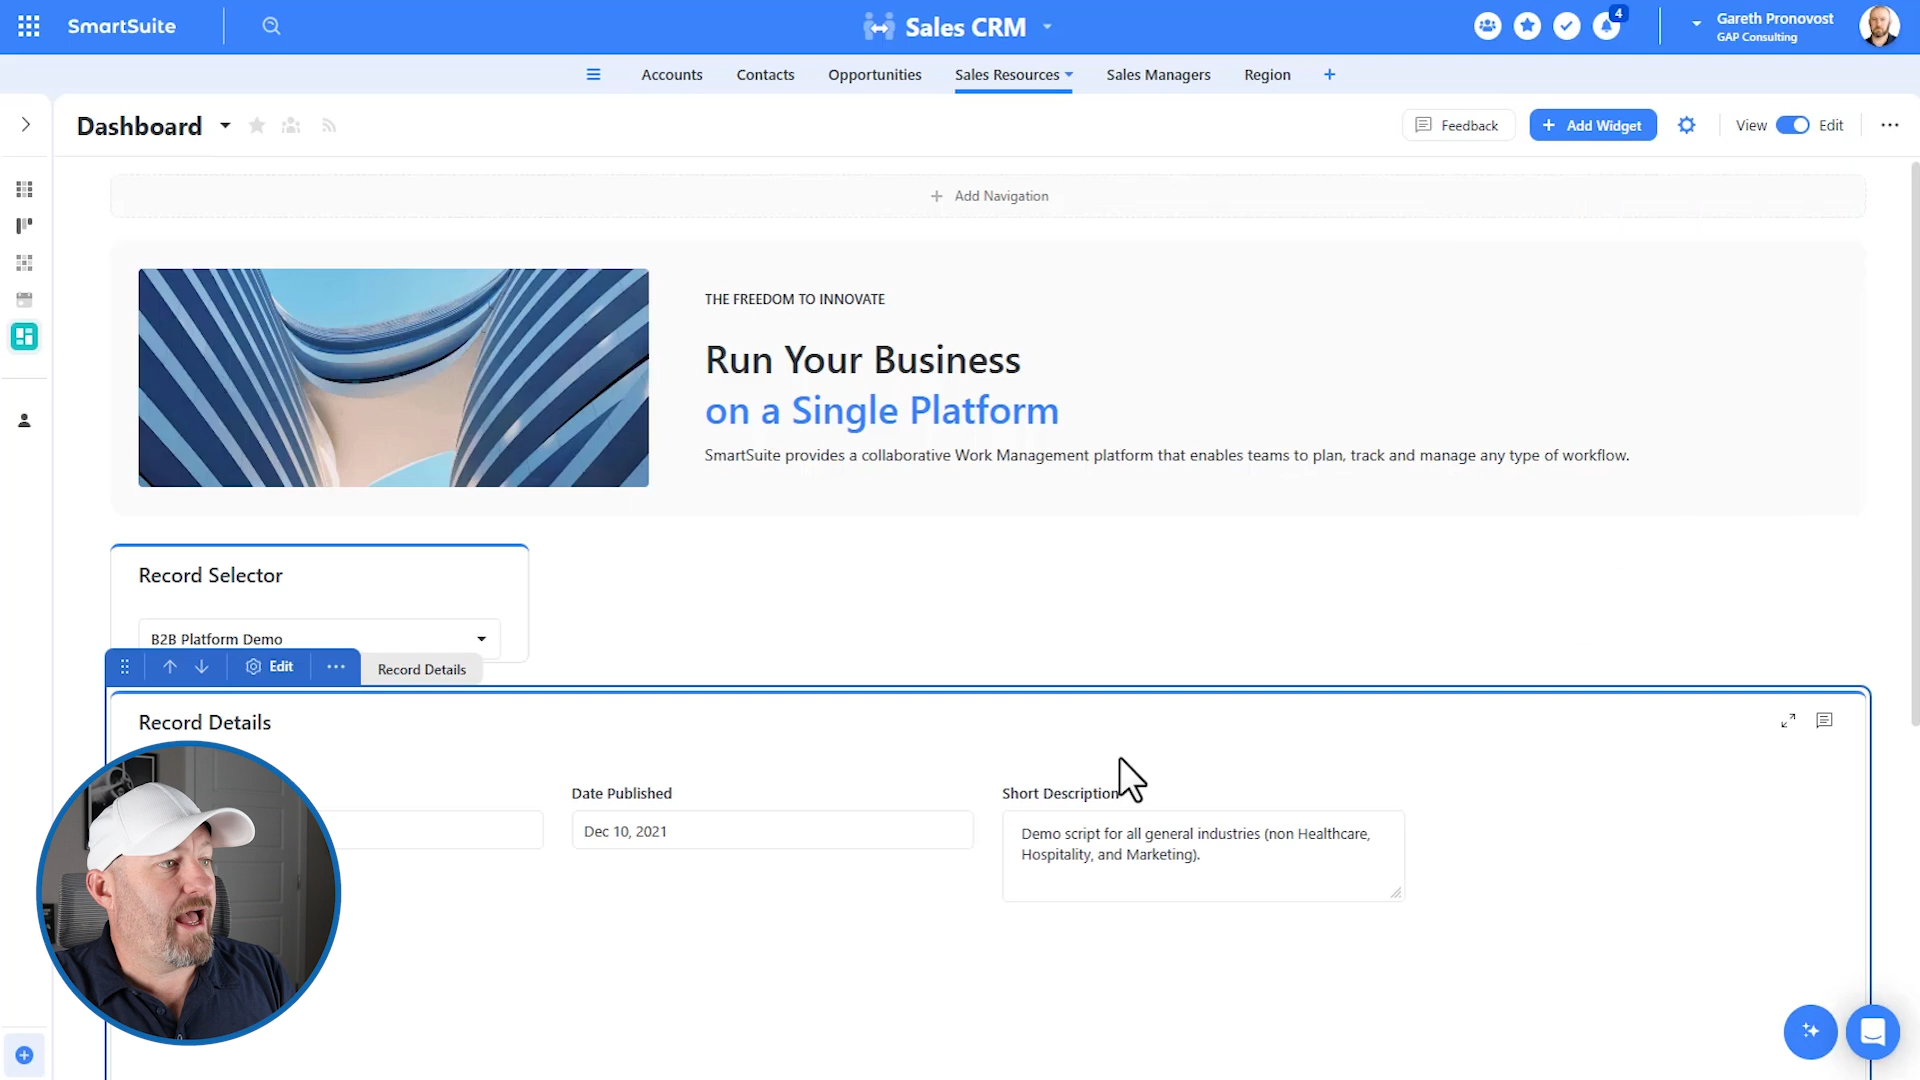 SmartSuite
Sales CRM
4
Gareth Pronovost
GAP Consulting
Accounts
Contacts
Opportunities
Sales Resources
Sales Managers
Region
Dashboard
Feedback
Add Widget
View
Edit
Add Navigation
THE FREEDOM TO INNOVATE
Run Your Business
on a Single Platform
SmartSuite provides a collaborative Work Management platform that enables teams to plan, track and manage any type of workflow.
Record Selector
B2B Platform Demo
Edit
Record Details
Record Details
Date Published
Dec 10, 2021
Short Description
Demo script for all general industries (non Healthcare,
Hospitality, and Marketing).